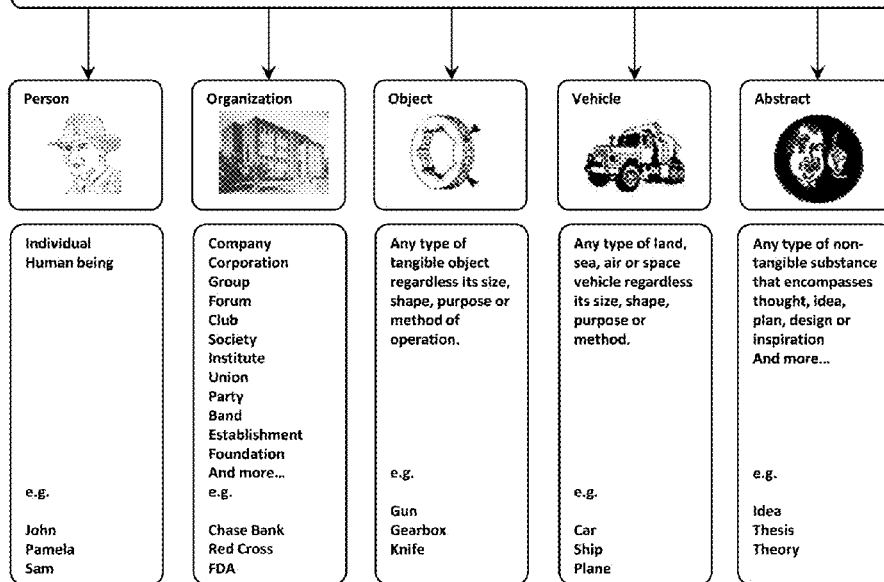 Person
Organization
Object
Vehicle
Abstract
Individual
Human being
e.g.
John
Pamela
Sam
Company
Corporation
Group
Forum
Club
Society
Institute
Union
Party
Band
Establishment
Foundation
And more...
e.g.
Chase Bank
Red Cross
FDA
Any type of
tangible object
regardless its size,
shape, purpose or
method of
operation.
e.g.
Gun
Gearbox
Knife
Any type of land,
sea, air or space
vehicle regardless
its size, shape,
purpose or
method.
e.g.
Car
Ship
Plane
Any type of non-
tangible substance
that encompasses
thought, idea,
plan, design or
inspiration
And more...
e.g.
Idea
Thesis
Theory